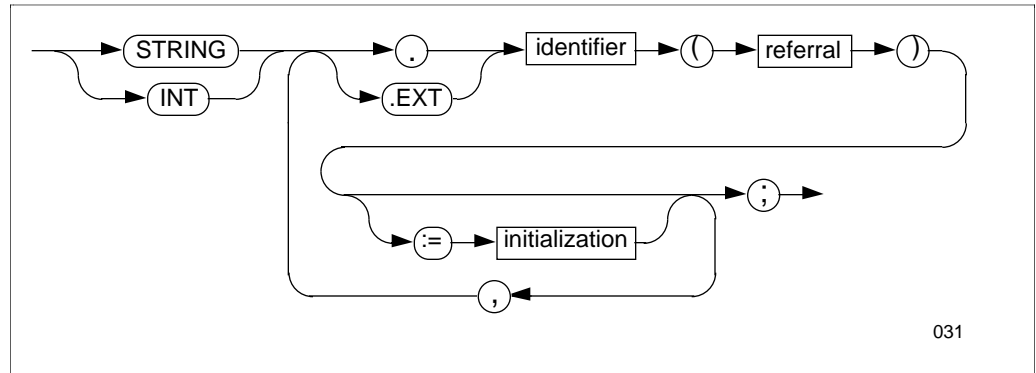 STRING . identifier ( referral )
INT .EXT
;
:= initialization
,
031